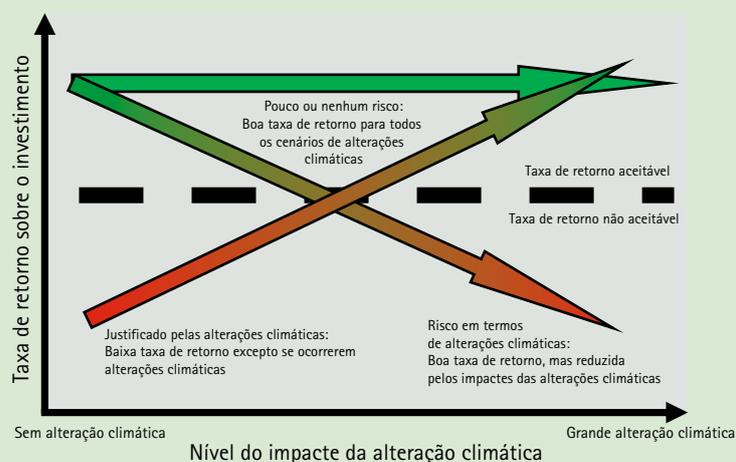 Taxa de retorno sobre o investimento
Pouco ou nenhum risco:
Boa taxa de retorno para todos
os cenários de alterações
climáticas
Taxa de retorno aceitável
Taxa de retorno não aceitável
Justificado pelas alterações climáticas:
Baixa taxa de retorno excepto se ocorrerem
alterações climáticas
Risco em termos
de alterações climáticas:
Boa taxa de retorno, mas reduzida
pelos impactes das alterações climáticas
Sem alteração climática
Grande alteração climática
Nível do impacte da alteração climática